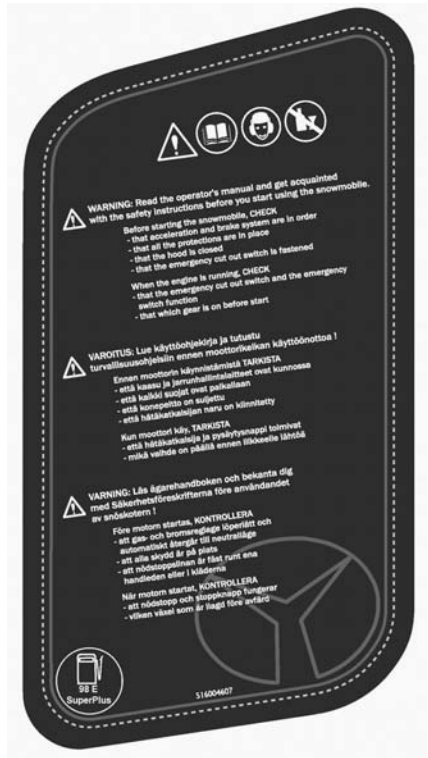 WARNING: Read the operator's manual and get acquainted
with the safety instructions before you start using the snowmobile.
Before starting the snowmobile, CHECK
- that acceleration and brake system are in order
- that all the protections are in place
- that the hood is closed
- that the emergency cut out switch is fastened
When the engine is running, CHECK
- that the emergency cut out switch and the emergency
switch function
- that which gear is on before start
VAROITUS: Lue käyttöohjekirja ja tutustu
turvallisuusohjeisiin ennen moottorikelkan käyttöönottoa !
Ennen moottorin käynnistämistä TARKISTA
- että kaasu ja jarrunhallintalaitteet ovat kunnossa
- että kaikki suojat ovat paikallaan
- että konepeitto on suljettu
- että hätäkatkaisijan naru on kiinnitetty
Kun moottori käy, TARKISTA
- että hätäkatkaisija ja pysäytysnappi toimivat
- mikä vaihde on päällä ennen liikkeelle lähtöä
VARNING: Läs ägarehandboken och bekanta dig
med Säkerhetsföreskrifterna före användandet
av snöskotern !
Före motorn startas, KONTROLLERA
- att gas- och bromsreglage löperlätt och
automatiskt återgår till neutralläge
- att alla skydd är på plats
- att nödstoppslinan är fäst runt ena
handleden eller i kläderna
När motorn startat, KONTROLLERA
- att nödstopp och stoppknapp fungerar
- vilken växel som är ilagd före avfärd
98 E
SuperPlus
516004607